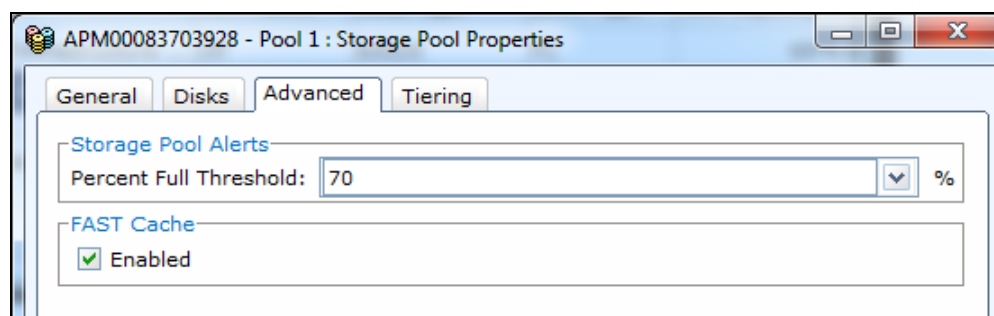 APM00083703928 - Pool 1 : Storage Pool Properties
General Disks Advanced Tiering
Storage Pool Alerts
Percent Full Threshold: 70 %
FAST Cache
Enabled